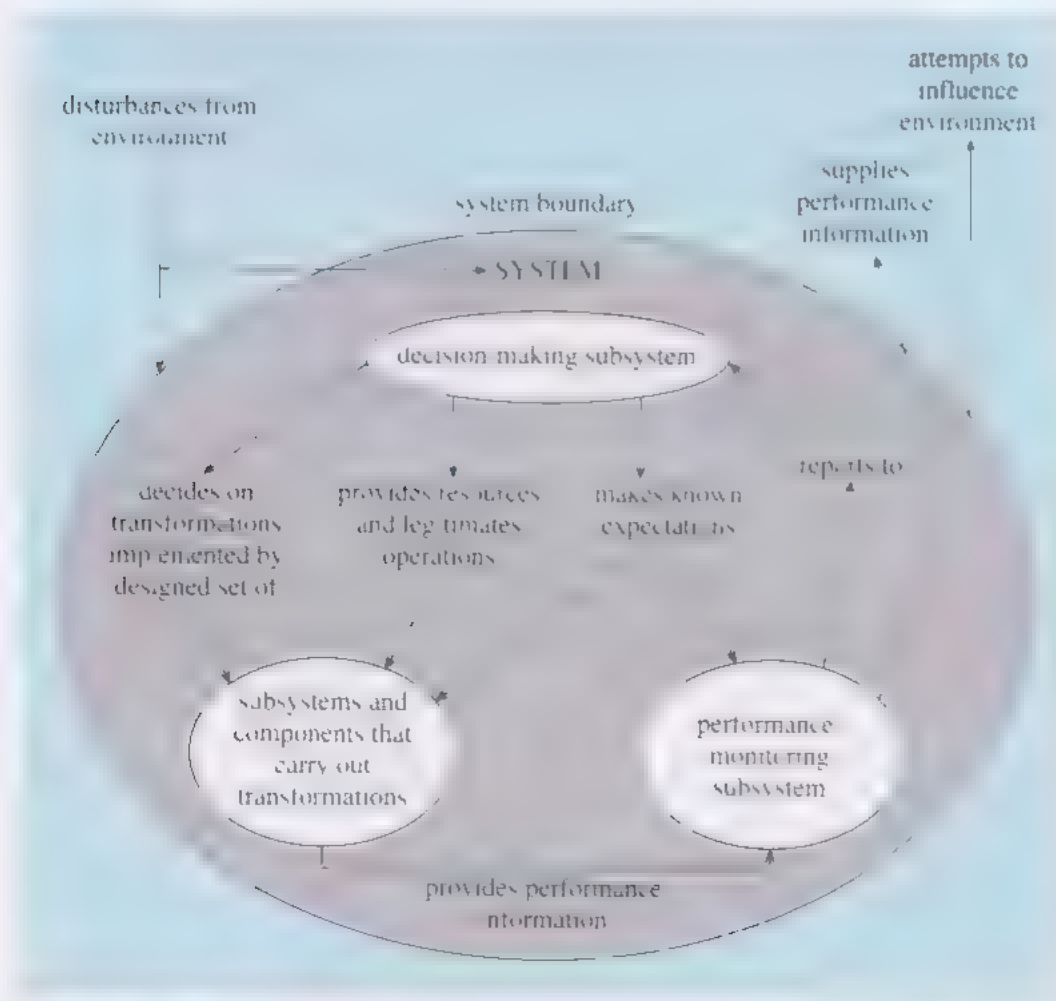 attempts to
influence
environment
disturbances from
environment
supplies
performance
information
system boundary
SYSTEM
decision-making subsystem
reports to
decides on
transformations
implemented by
designed set of
provides resources
and legitimates
operations
makes known
expectations
subsystems and
components that
carry out
transformations
performance
monitoring
subsystem
provides performance
information